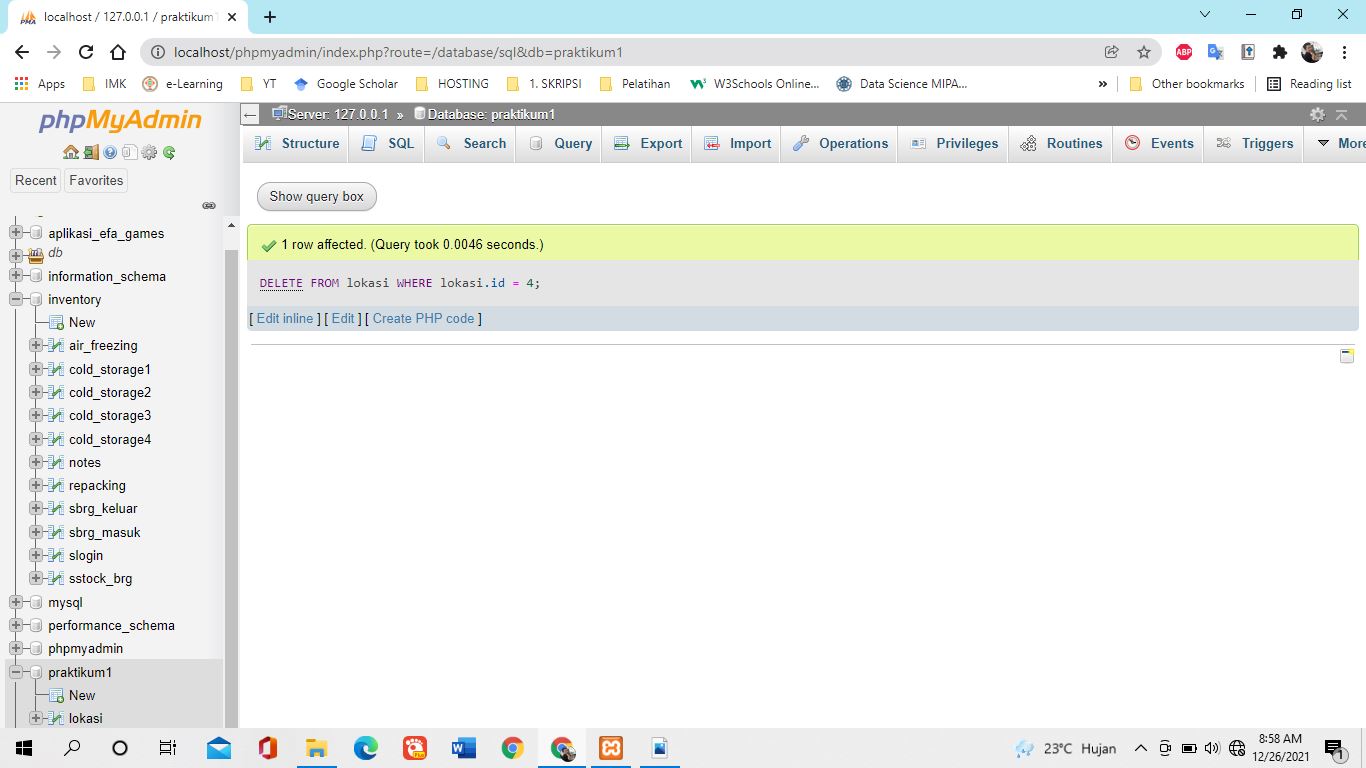 localhost / 127.0.0.1 / praktikum1
localhost/phpmyadmin/index.php?route=/database/sql&db=praktikum1
ABP
Apps IMK e-Learning YT Google Scholar HOSTING 1. SKRIPSI Pelatihan W3Schools Online... Data Science MIPA... » Other bookmarks Reading list
phpMyAdmin
Server: 127.0.0.1 » Database: praktikum1
Structure SQL Search Query Export Import Operations Privileges Routines Events Triggers More
Recent Favorites
Show query box
1 row affected. (Query took 0.0046 seconds.)
DELETE FROM lokasi WHERE lokasi.id = 4;
[ Edit inline ] [ Edit ] [ Create PHP code ]
aplikasi_efa_games
db
information_schema
inventory
New
air_freezing
cold_storage1
cold_storage2
cold_storage3
cold_storage4
notes
repacking
sbrg_keluar
sbrg_masuk
slogin
sstock_brg
mysql
performance_schema
phpmyadmin
praktikum1
New
lokasi
23°C Hujan
8:58 AM
12/26/2021
1